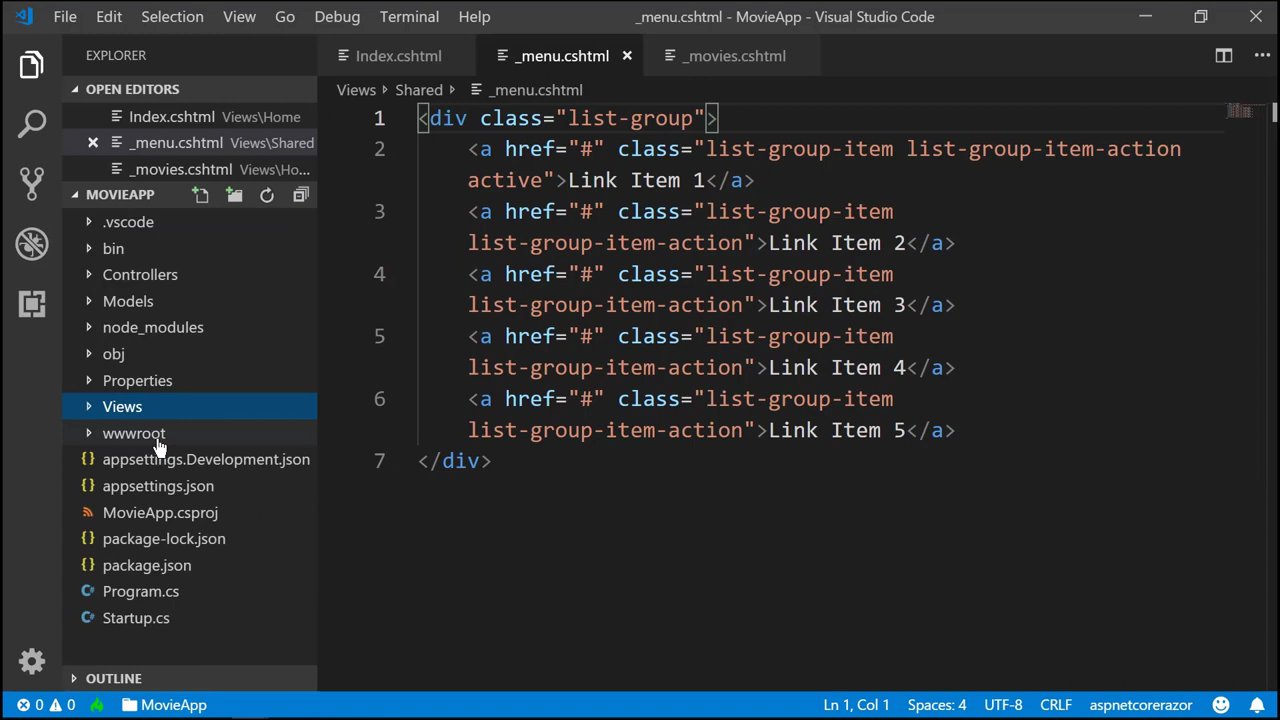 File Edit Selection View Go Debug Terminal Help _menu.cshtml - MovieApp - Visual Studio Code
EXPLORER
OPEN EDITORS
Index.cshtml Views\Home
_menu.cshtml Views\Shared
_movies.cshtml Views\Ho...
MOVIEAPP
.vscode
bin
Controllers
Models
node_modules
obj
Properties
Views
wwwroot
appsettings.Development.json
appsettings.json
MovieApp.csproj
package-lock.json
package.json
Program.cs
Startup.cs
OUTLINE
Index.cshtml _menu.cshtml _movies.cshtml
Views Shared _menu.cshtml
1 <div class="list-group">
2 <a href="#" class="list-group-item list-group-item-action
active">Link Item 1</a>
3 <a href="#" class="list-group-item
list-group-item-action">Link Item 2</a>
4 <a href="#" class="list-group-item
list-group-item-action">Link Item 3</a>
5 <a href="#" class="list-group-item
list-group-item-action">Link Item 4</a>
6 <a href="#" class="list-group-item
list-group-item-action">Link Item 5</a>
7 </div>
0 0 MovieApp Ln 1, Col 1 Spaces: 4 UTF-8 CRLF aspnetcorerazor